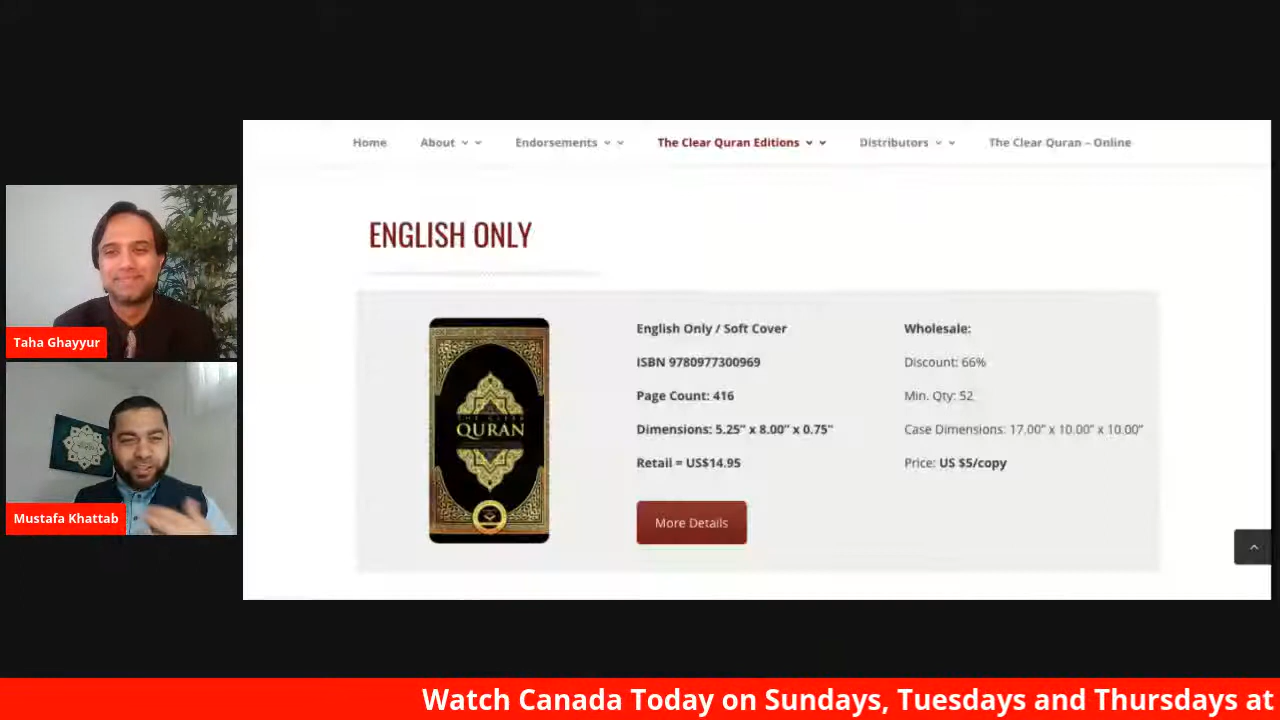 Home About Endorsements The Clear Quran Editions Distributors The Clear Quran – Online
ENGLISH ONLY
THE CLEAR
QURAN
English Only / Soft Cover
ISBN 9780977300969
Page Count: 416
Dimensions: 5.25” x 8.00” x 0.75”
Retail = US$14.95
More Details
Wholesale:
Discount: 66%
Min. Qty: 52
Case Dimensions: 17.00” x 10.00” x 10.00”
Price: US $5/copy
Taha Ghayyur
Mustafa Khattab
Watch Canada Today on Sundays, Tuesdays and Thursdays at